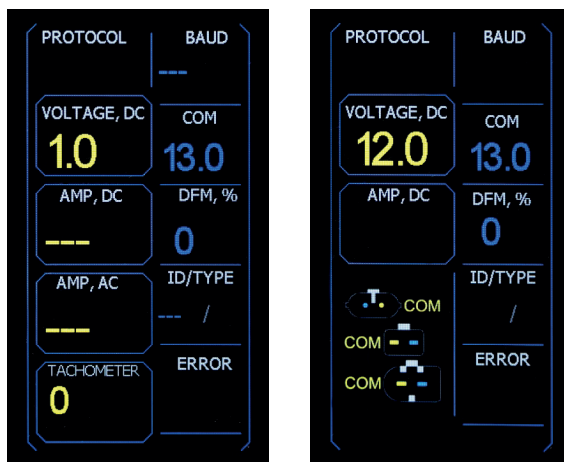 PROTOCOL BAUD
---
VOLTAGE, DC COM
1.0 13.0
AMP, DC DFM, %
--- 0
AMP, AC ID/TYPE
--- --- /
TACHOMETER ERROR
0
PROTOCOL BAUD
VOLTAGE, DC COM
12.0 13.0
AMP, DC DFM, %
0
ID/TYPE
COM /
COM
ERROR
COM